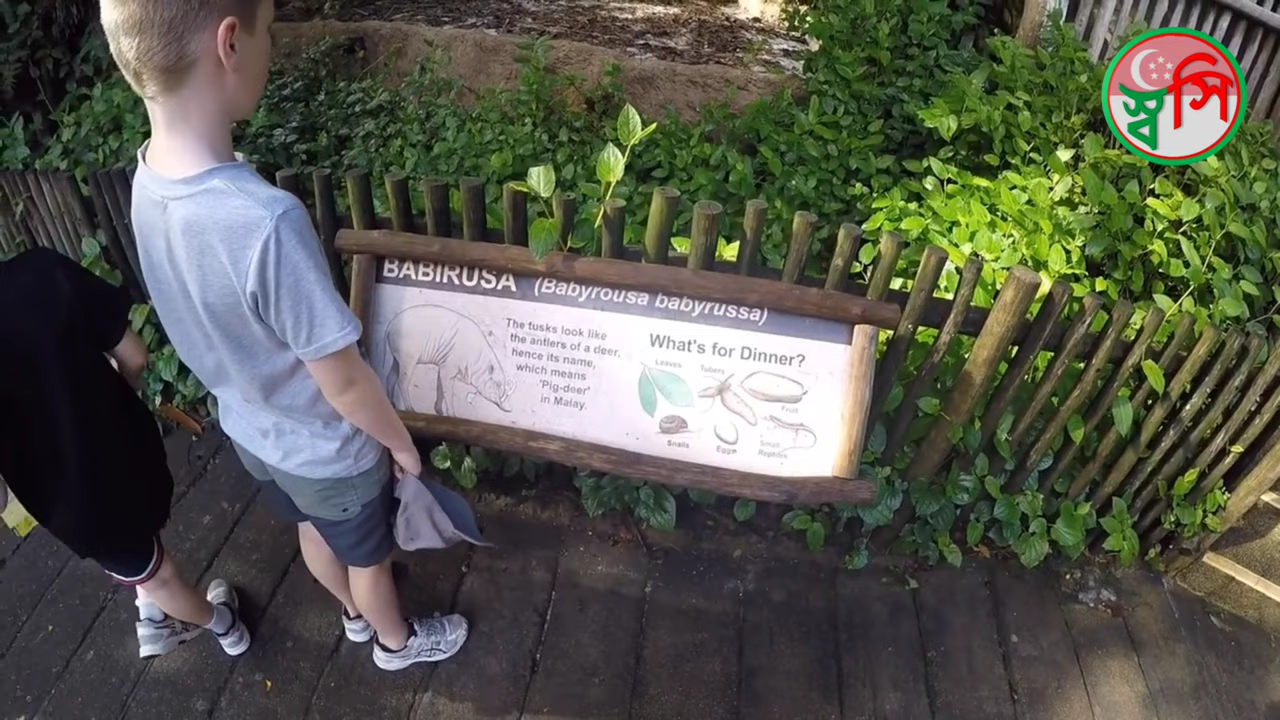 স্বসি
BABIRUSA (Babyrousa babyrussa)
The tusks look like
the antlers of a deer,
hence its name,
which means
'Pig-deer'
in Malay.
What's for Dinner?
Leaves
Tubers
Fruit
Snails
Eggs
Small
Reptiles